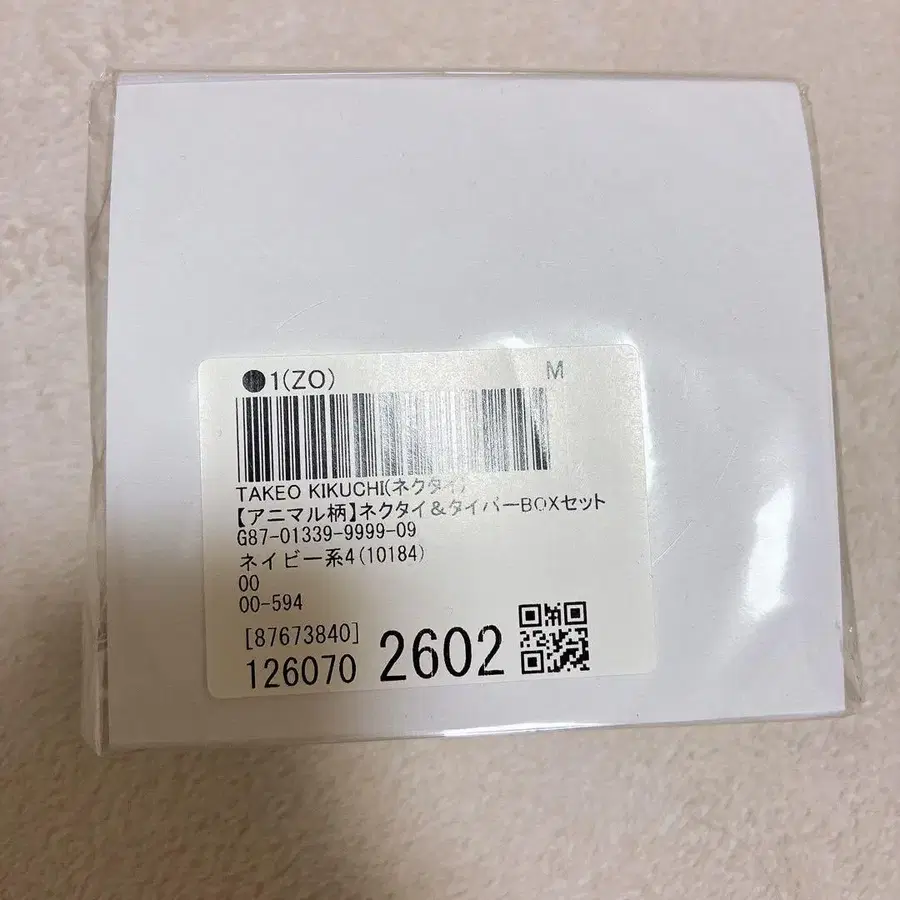 ●1(ZO) M
TAKEO KIKUCHI(ネクタイ)
【アニマル柄】ネクタイ&タイバーBOXセット
G87-01339-9999-09
ネイビー系4(10184)
00
00-594
[87673840]
126070 2602